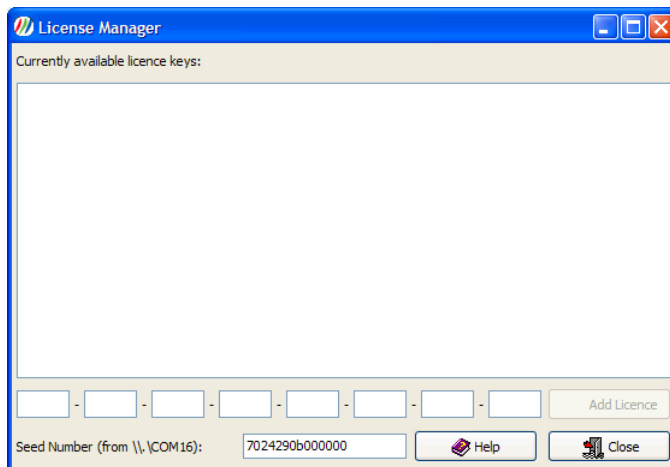 License Manager
Currently available licence keys:
- - - - - - - Add Licence
Seed Number (from \\.\COM16): 7024290b000000 Help Close